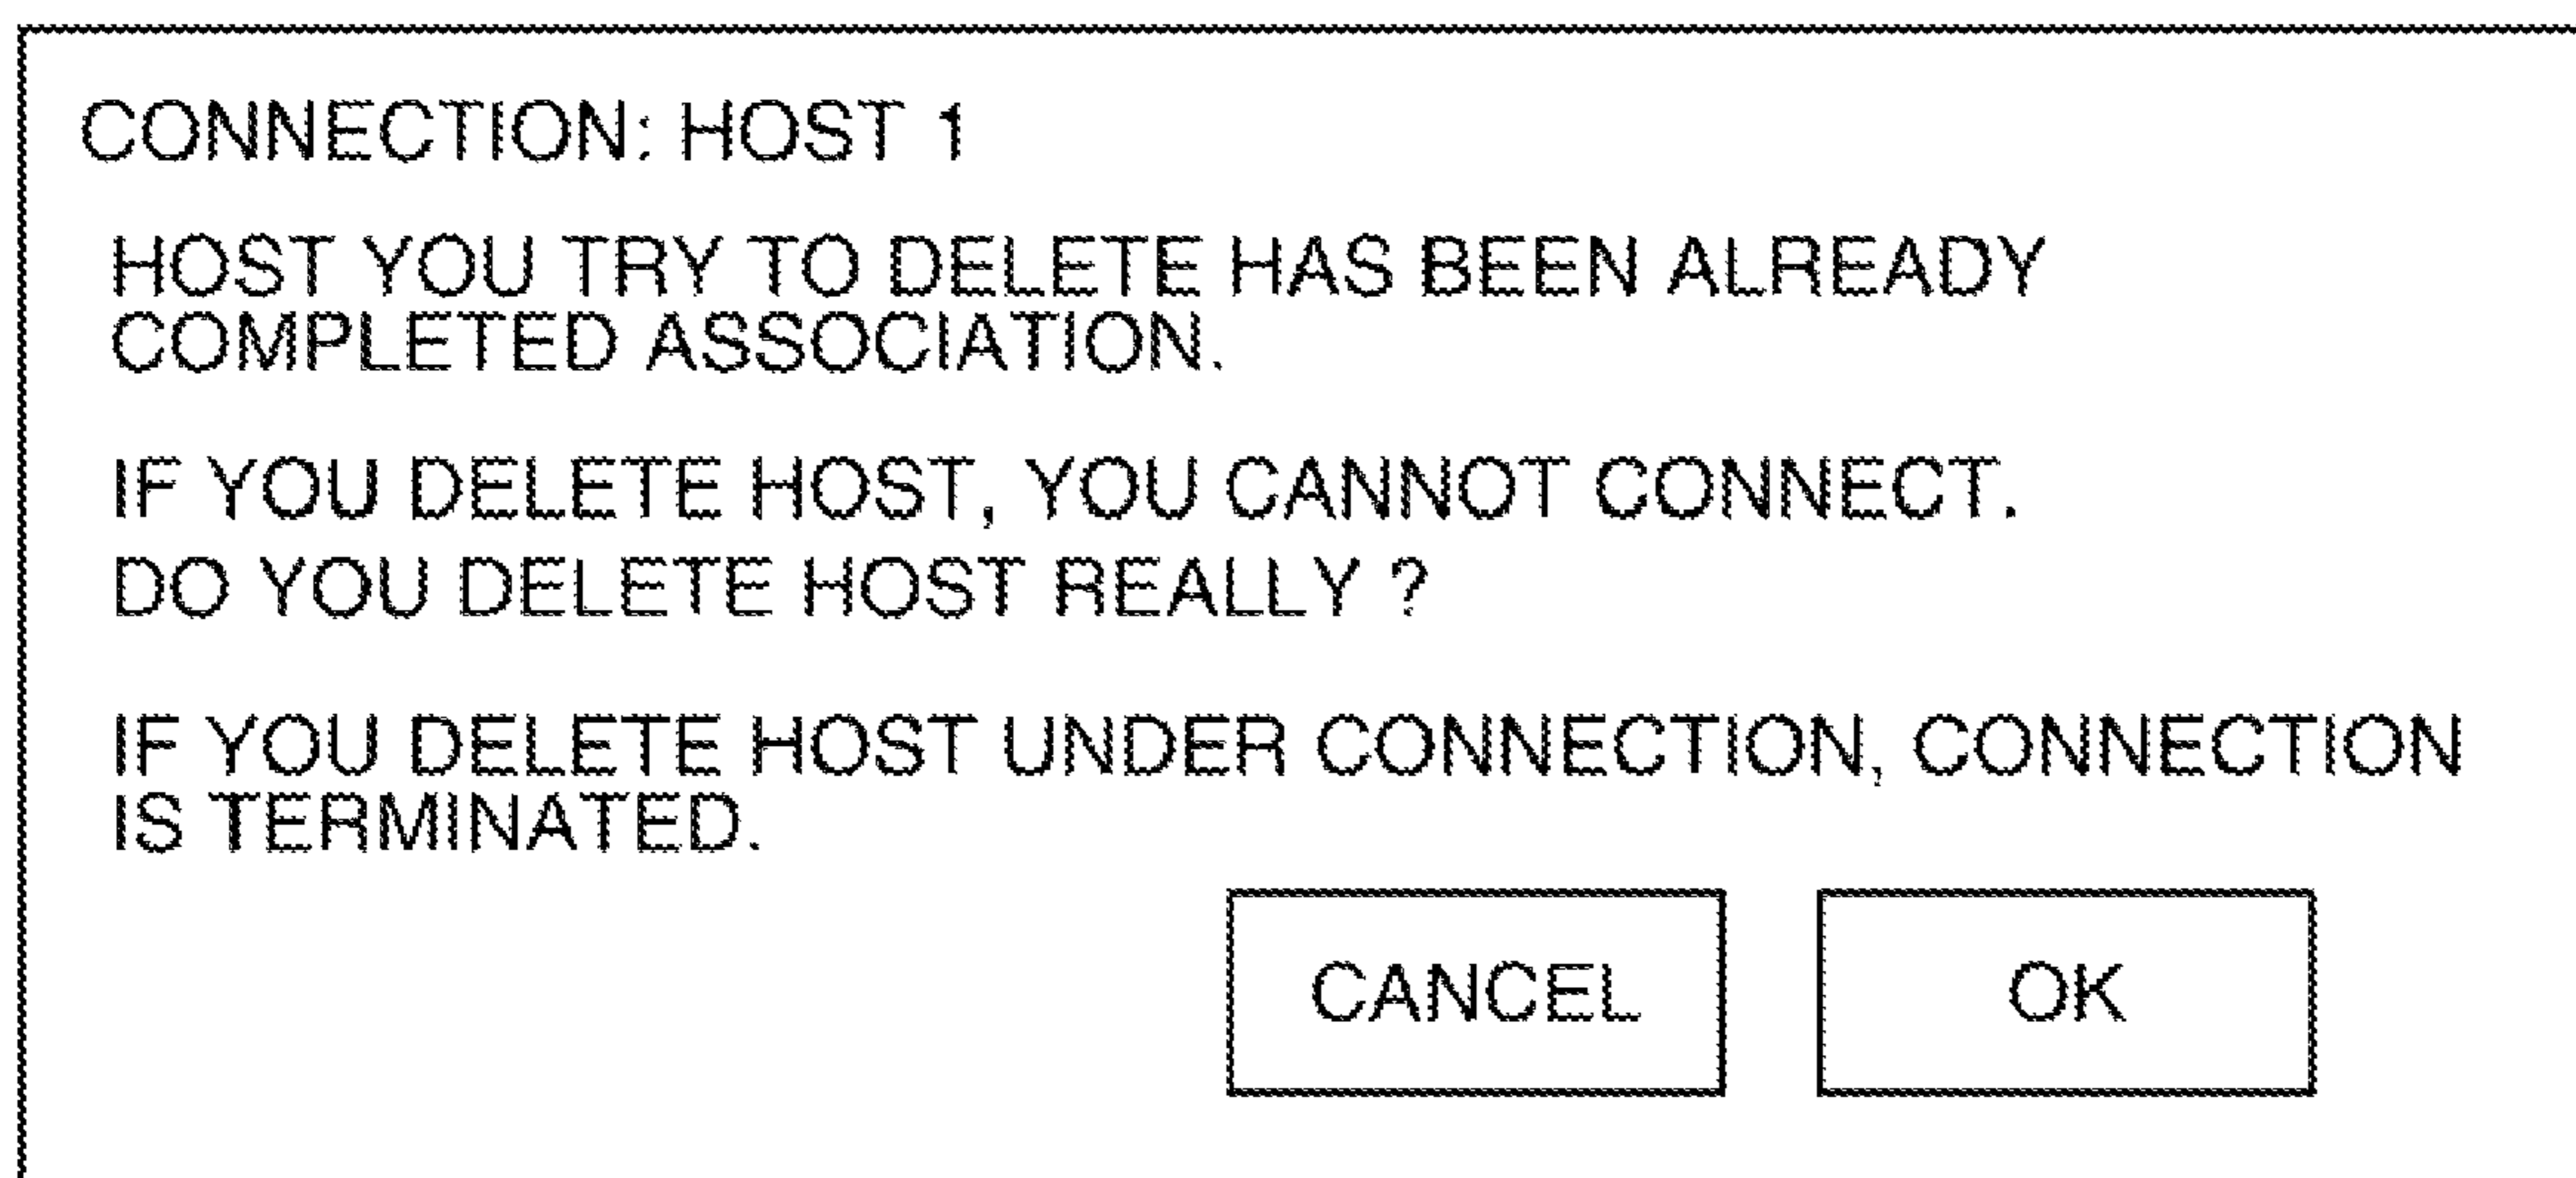 CONNECTION: HOST 1
HOST YOU TRY TO DELETE HAS BEEN ALREADY
COMPLETED ASSOCIATION.
IF YOU DELETE HOST, YOU CANNOT CONNECT.
DO YOU DELETE HOST REALLY ?
IF YOU DELETE HOST UNDER CONNECTION, CONNECTION
IS TERMINATED.
CANCEL
OK